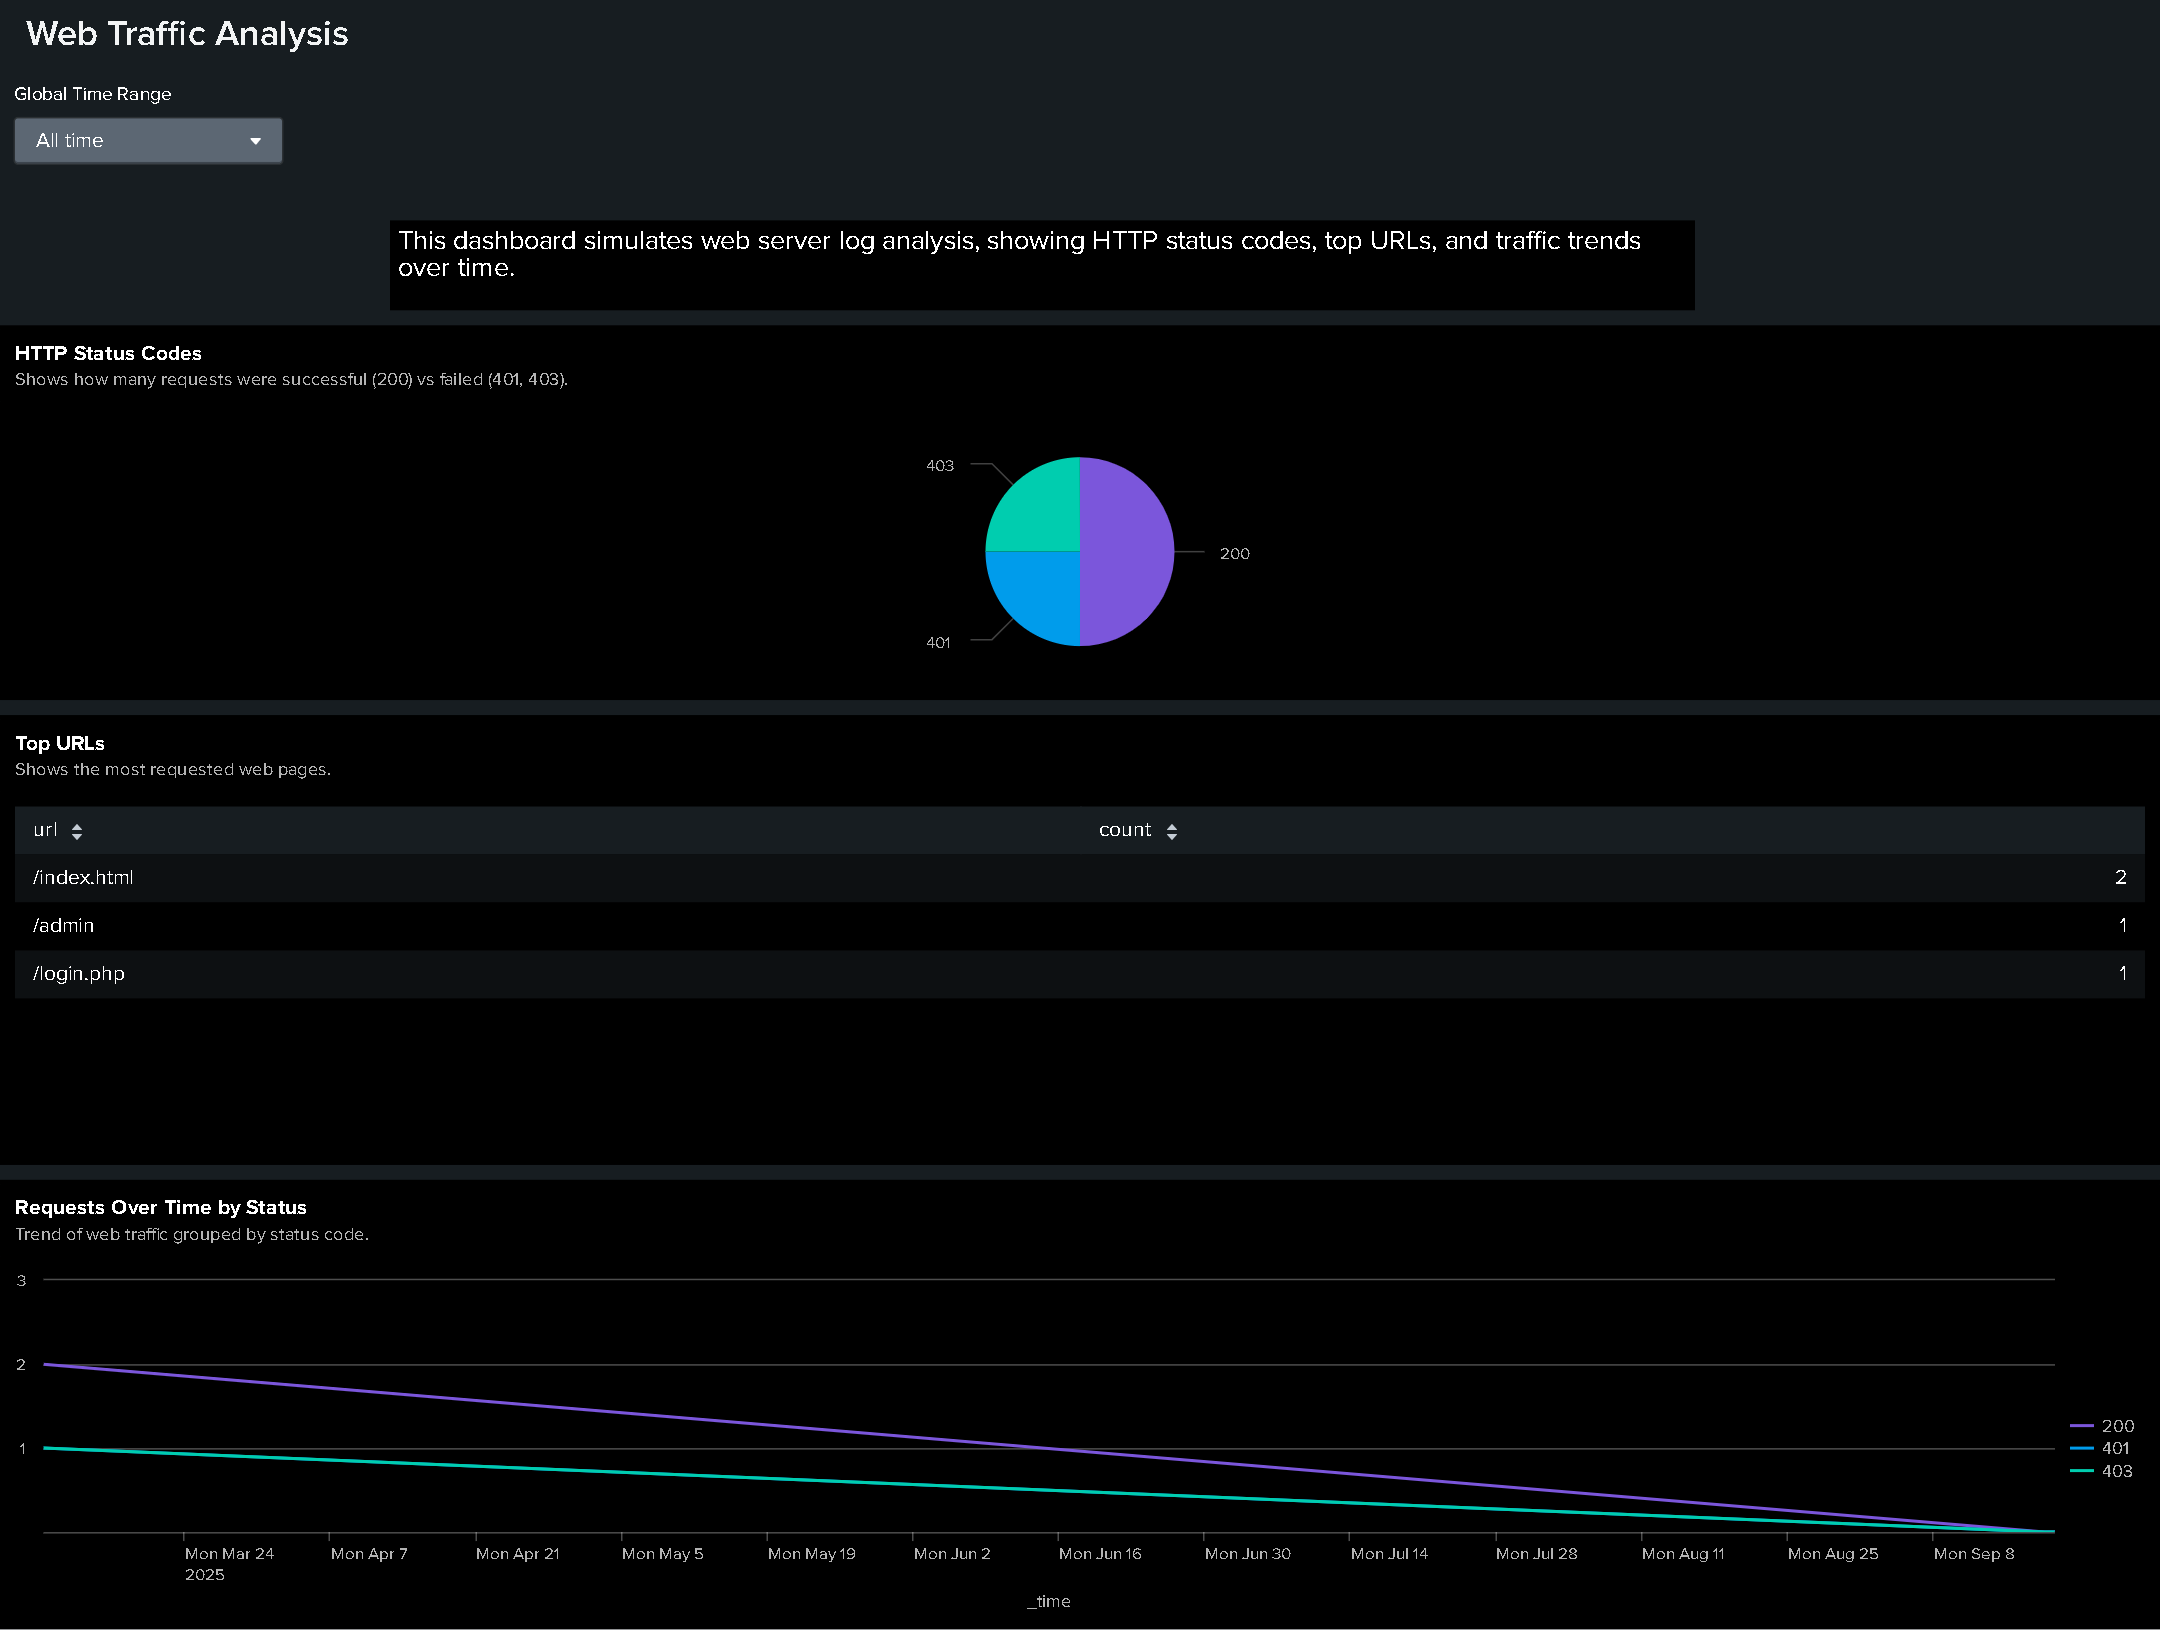 Web Traffic Analysis
Global Time Range
All time
This dashboard simulates web server log analysis, showing HTTP status codes, top URLs, and traffic trends
over time.
HTTP Status Codes
Shows how many requests were successful (200) vs failed (401, 403).
403
200
401
Top URLs
Shows the most requested web pages.
url count
/index.html 2
/admin 1
/login.php 1
Requests Over Time by Status
Trend of web traffic grouped by status code.
3
2
1
200
401
403
Mon Mar 24 Mon Apr 7 Mon Apr 21 Mon May 5 Mon May 19 Mon Jun 2 Mon Jun 16 Mon Jun 30 Mon Jul 14 Mon Jul 28 Mon Aug 11 Mon Aug 25 Mon Sep 8
2025
_time